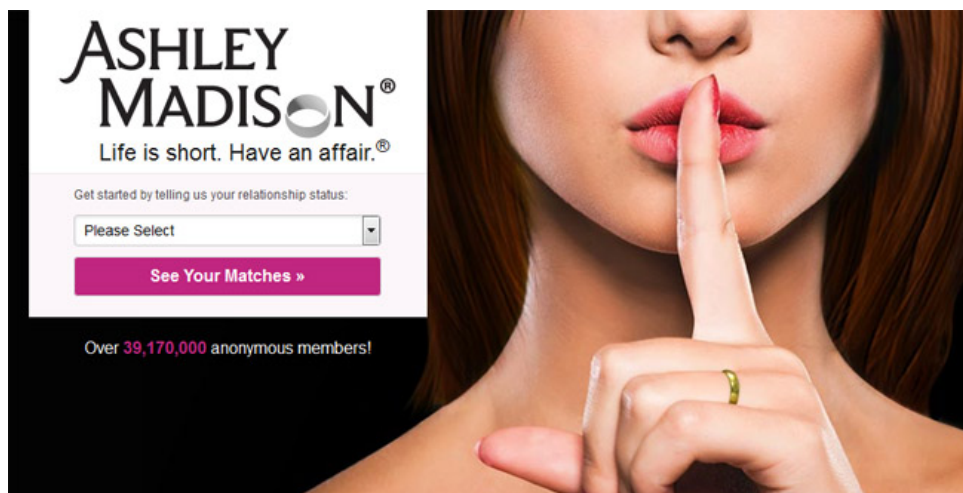 ASHLEY
MADISON®
Life is short. Have an affair.®
Get started by telling us your relationship status:
Please Select
See Your Matches »
Over 39,170,000 anonymous members!